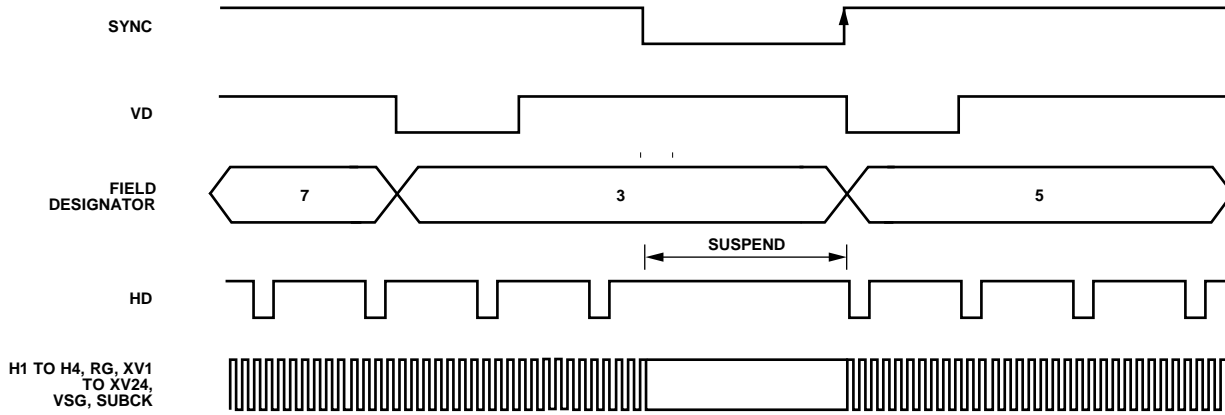 SYNC
VD
FIELD
DESIGNATOR
7
3
5
SUSPEND
HD
H1 TO H4, RG, XV1
TO XV24,
VSG, SUBCK